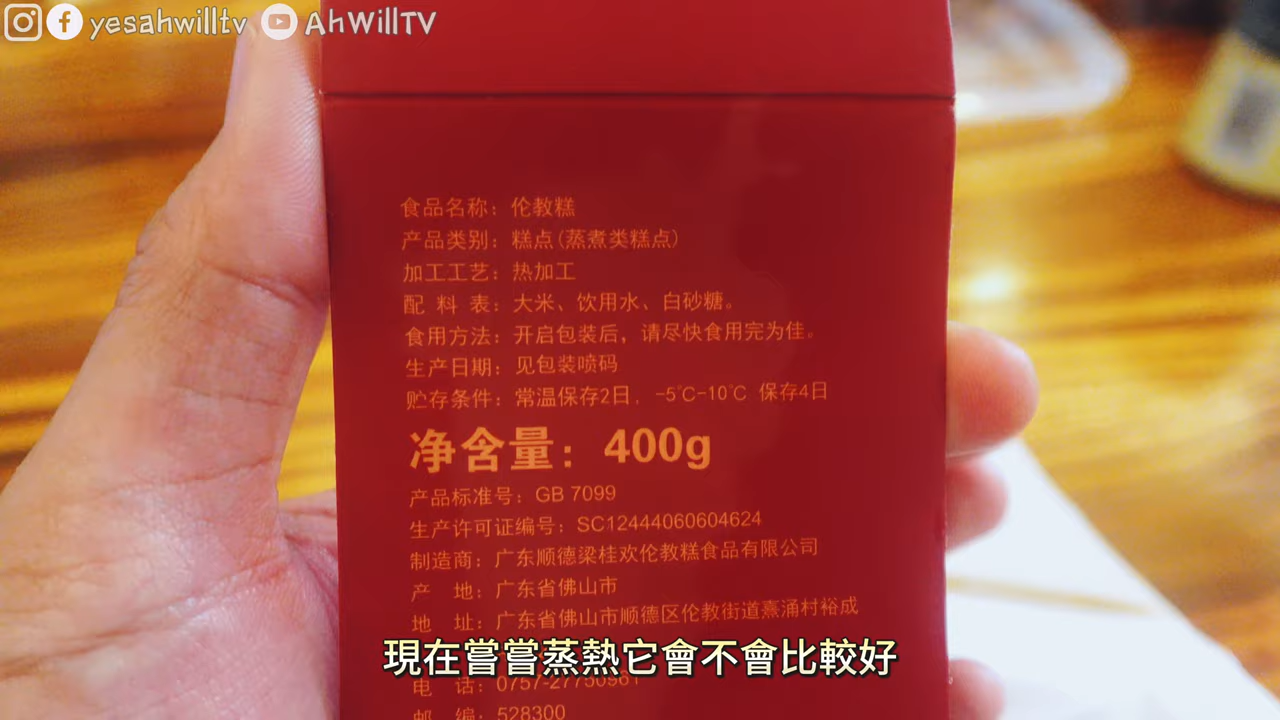 yesahwilltv AhWillTV
食品名称：伦教糕
产品类别：糕点(蒸煮类糕点)
加工工艺：热加工
配 料 表：大米、饮用水、白砂糖。
食用方法：开启包装后，请尽快食用完为佳。
生产日期：见包装喷码
贮存条件：常温保存2日，-5℃-10℃ 保存4日
净含量：400g
产品标准号：GB 7099
生产许可证编号：SC12444060604624
制造商：广东顺德梁桂欢伦教糕食品有限公司
产 地：广东省佛山市
地 址：广东省佛山市顺德区伦教街道熹涌村裕成
現在嘗嘗蒸熱它會不會比較好
电 话：
邮 编：528300